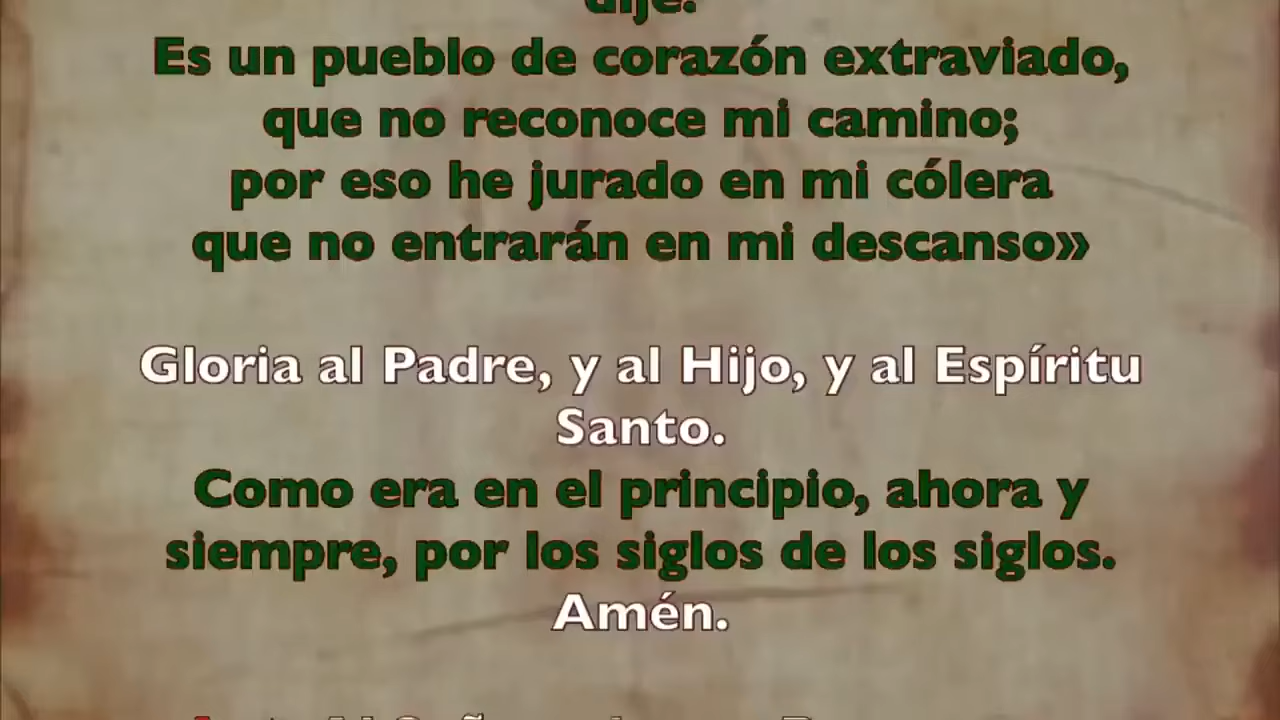 dije:
Es un pueblo de corazón extraviado,
que no reconoce mi camino;
por eso he jurado en mi cólera
que no entrarán en mi descanso»
Gloria al Padre, y al Hijo, y al Espíritu
Santo.
Como era en el principio, ahora y
siempre, por los siglos de los siglos.
Amén.